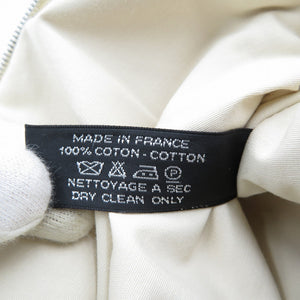 MADE IN FRANCE
100% COTON - COTTON
P
NETTOYAGE A SEC
DRY CLEAN ONLY